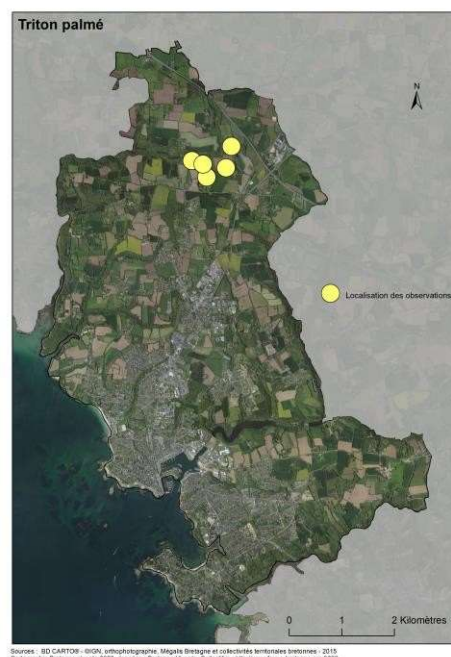 Triton palmé
N
Localisation des observations
0 1 2 Kilomètres
Sources : BD CARTO® - ©IGN, orthophotographie, Mégalis Bretagne et collectivités territoriales bretonnes - 2015